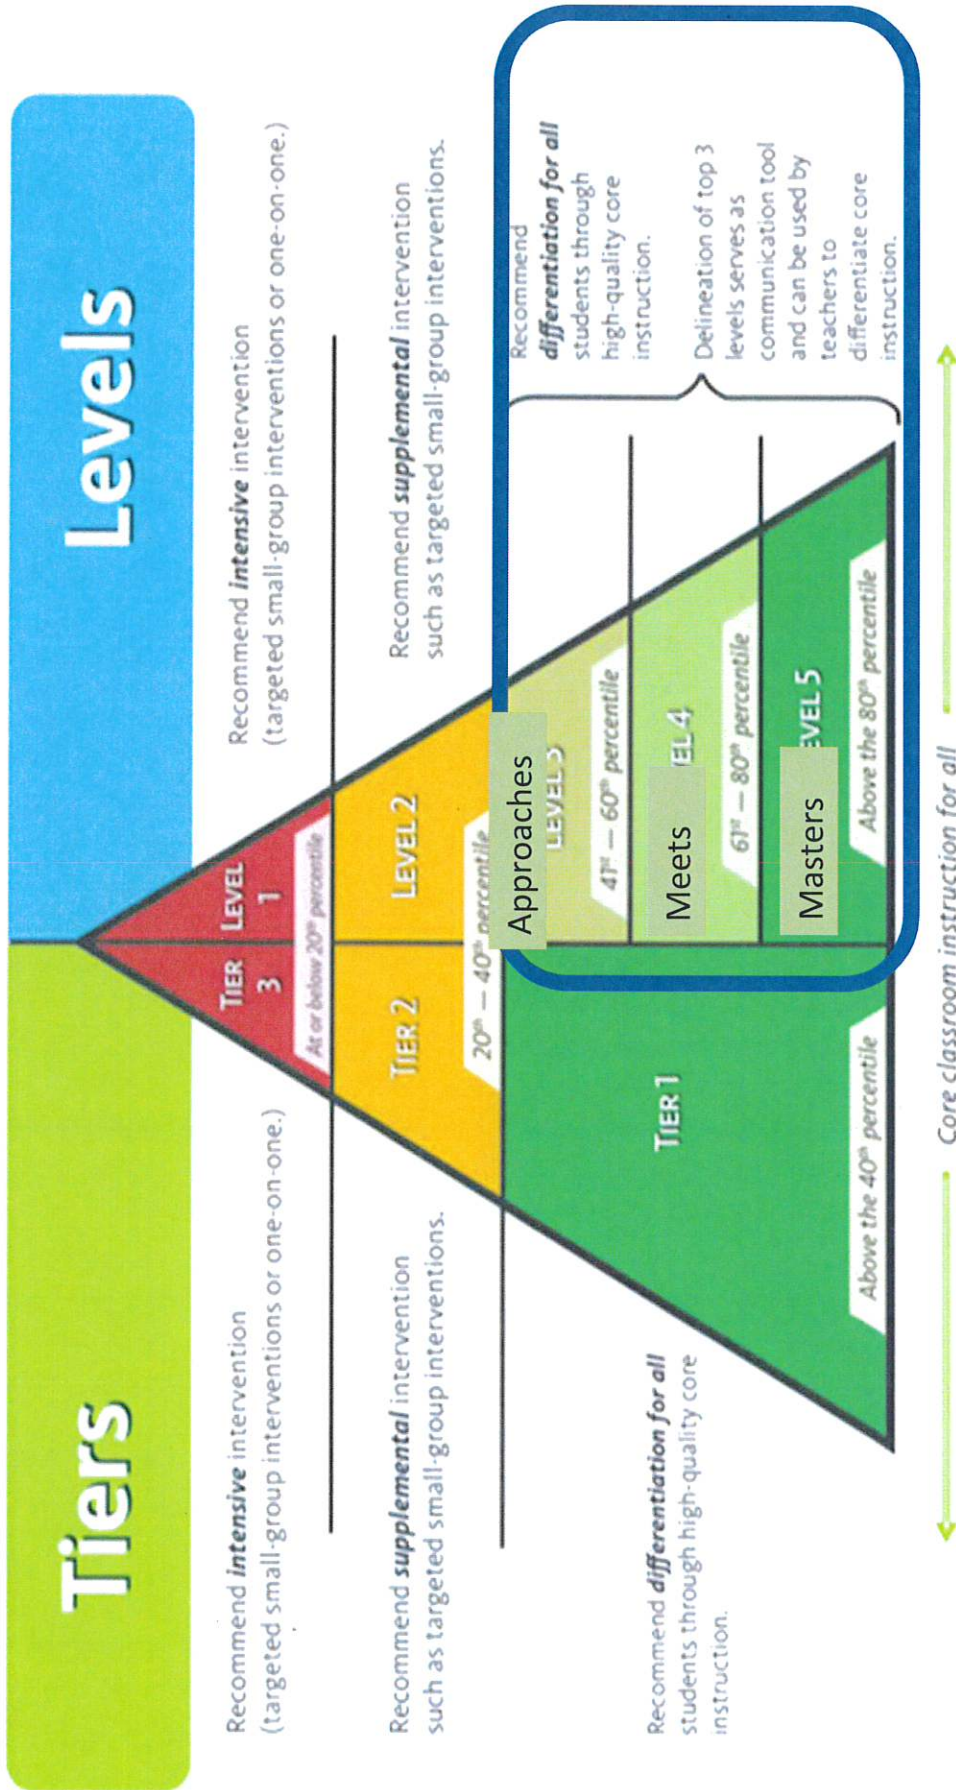 Tiers
Levels
Recommend intensive intervention
(targeted small-group interventions or one-on-one.)
Recommend intensive intervention
(targeted small-group interventions or one-on-one.)
TIER
3
LEVEL
1
At or below 20th percentile
Recommend supplemental intervention
such as targeted small-group interventions.
Recommend supplemental intervention
such as targeted small-group interventions.
TIER 2
LEVEL 2
20th – 40th percentile
Recommend differentiation for all
students through high-quality core
instruction.
TIER 1
Above the 40th percentile
Approaches
LEVEL 3
41st – 60th percentile
Meets
EL 4
61st – 80th percentile
Masters
EVEL 5
Above the 80th percentile
Recommend
differentiation for all
students through
high-quality core
instruction.
Delineation of top 3
levels serves as
communication tool
and can be used by
teachers to
differentiate core
instruction.
Core classroom instruction for all